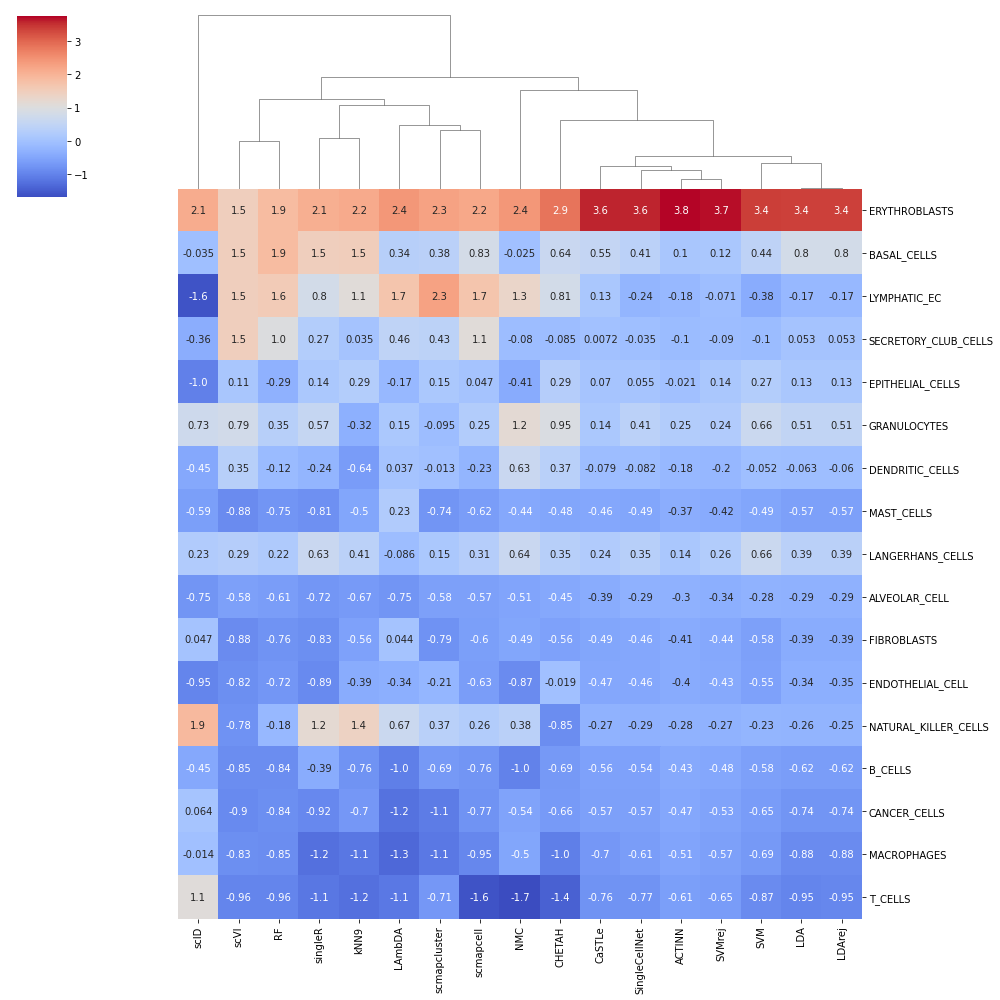 3
2
1
0
−1
2.1 1.5 1.9 2.1 2.2 2.4 2.3 2.2 2.4 2.9 3.6 3.6 3.8 3.7 3.4 3.4 3.4 ERYTHROBLASTS
-0.035 1.5 1.9 1.5 1.5 0.34 0.38 0.83 -0.025 0.64 0.55 0.41 0.1 0.12 0.44 0.8 0.8 BASAL_CELLS
-1.6 1.5 1.6 0.8 1.1 1.7 2.3 1.7 1.3 0.81 0.13 -0.24 -0.18 -0.071 -0.38 -0.17 -0.17 LYMPHATIC_EC
-0.36 1.5 1.0 0.27 0.035 0.46 0.43 1.1 -0.08 -0.085 0.0072 -0.035 -0.1 -0.09 -0.1 0.053 0.053 SECRETORY_CLUB_CELLS
-1.0 0.11 -0.29 0.14 0.29 -0.17 0.15 0.047 -0.41 0.29 0.07 0.055 -0.021 0.14 0.27 0.13 0.13 EPITHELIAL_CELLS
0.73 0.79 0.35 0.57 -0.32 0.15 -0.095 0.25 1.2 0.95 0.14 0.41 0.25 0.24 0.66 0.51 0.51 GRANULOCYTES
-0.45 0.35 -0.12 -0.24 -0.64 0.037 -0.013 -0.23 0.63 0.37 -0.079 -0.082 -0.18 -0.2 -0.052 -0.063 -0.06 DENDRITIC_CELLS
-0.59 -0.88 -0.75 -0.81 -0.5 0.23 -0.74 -0.62 -0.44 -0.48 -0.46 -0.49 -0.37 -0.42 -0.49 -0.57 -0.57 MAST_CELLS
0.23 0.29 0.22 0.63 0.41 -0.086 0.15 0.31 0.64 0.35 0.24 0.35 0.14 0.26 0.66 0.39 0.39 LANGERHANS_CELLS
-0.75 -0.58 -0.61 -0.72 -0.67 -0.75 -0.58 -0.57 -0.51 -0.45 -0.39 -0.29 -0.3 -0.34 -0.28 -0.29 -0.29 ALVEOLAR_CELL
0.047 -0.88 -0.76 -0.83 -0.56 0.044 -0.79 -0.6 -0.49 -0.56 -0.49 -0.46 -0.41 -0.44 -0.58 -0.39 -0.39 FIBROBLASTS
-0.95 -0.82 -0.72 -0.89 -0.39 -0.34 -0.21 -0.63 -0.87 -0.019 -0.47 -0.46 -0.4 -0.43 -0.55 -0.34 -0.35 ENDOTHELIAL_CELL
1.9 -0.78 -0.18 1.2 1.4 0.67 0.37 0.26 0.38 -0.85 -0.27 -0.29 -0.28 -0.27 -0.23 -0.26 -0.25 NATURAL_KILLER_CELLS
-0.45 -0.85 -0.84 -0.39 -0.76 -1.0 -0.69 -0.76 -1.0 -0.69 -0.56 -0.54 -0.43 -0.48 -0.58 -0.62 -0.62 B_CELLS
0.064 -0.9 -0.84 -0.92 -0.7 -1.2 -1.1 -0.77 -0.54 -0.66 -0.57 -0.57 -0.47 -0.53 -0.65 -0.74 -0.74 CANCER_CELLS
-0.014 -0.83 -0.85 -1.2 -1.1 -1.3 -1.1 -0.95 -0.5 -1.0 -0.7 -0.61 -0.51 -0.57 -0.69 -0.88 -0.88 MACROPHAGES
1.1 -0.96 -0.96 -1.1 -1.2 -1.1 -0.71 -1.6 -1.7 -1.4 -0.76 -0.77 -0.61 -0.65 -0.87 -0.95 -0.95 T_CELLS
scID scVI RF singleR kNN9 LAmbDA scmapcluster scmapcell NMC CHETAH CaSTLe SingleCellNet ACTINN SVMrej SVM LDA LDArej